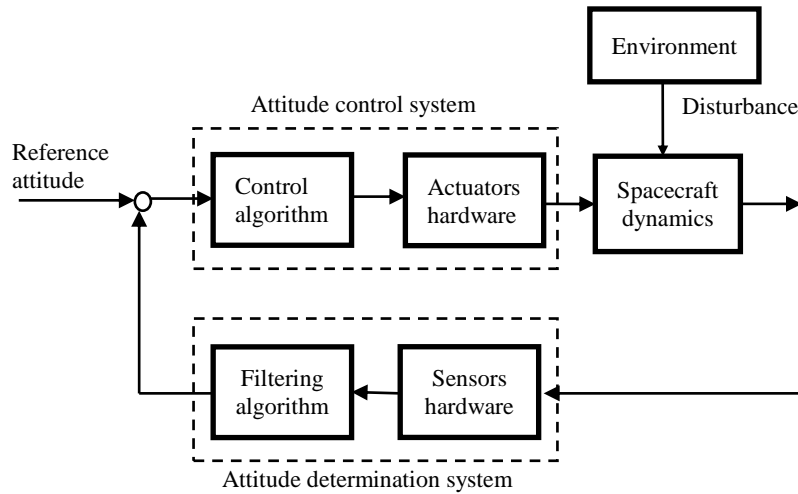 Environment
Attitude control system
Disturbance
Reference
attitude
Control
algorithm
Actuators
hardware
Spacecraft
dynamics
Filtering
algorithm
Sensors
hardware
Attitude determination system